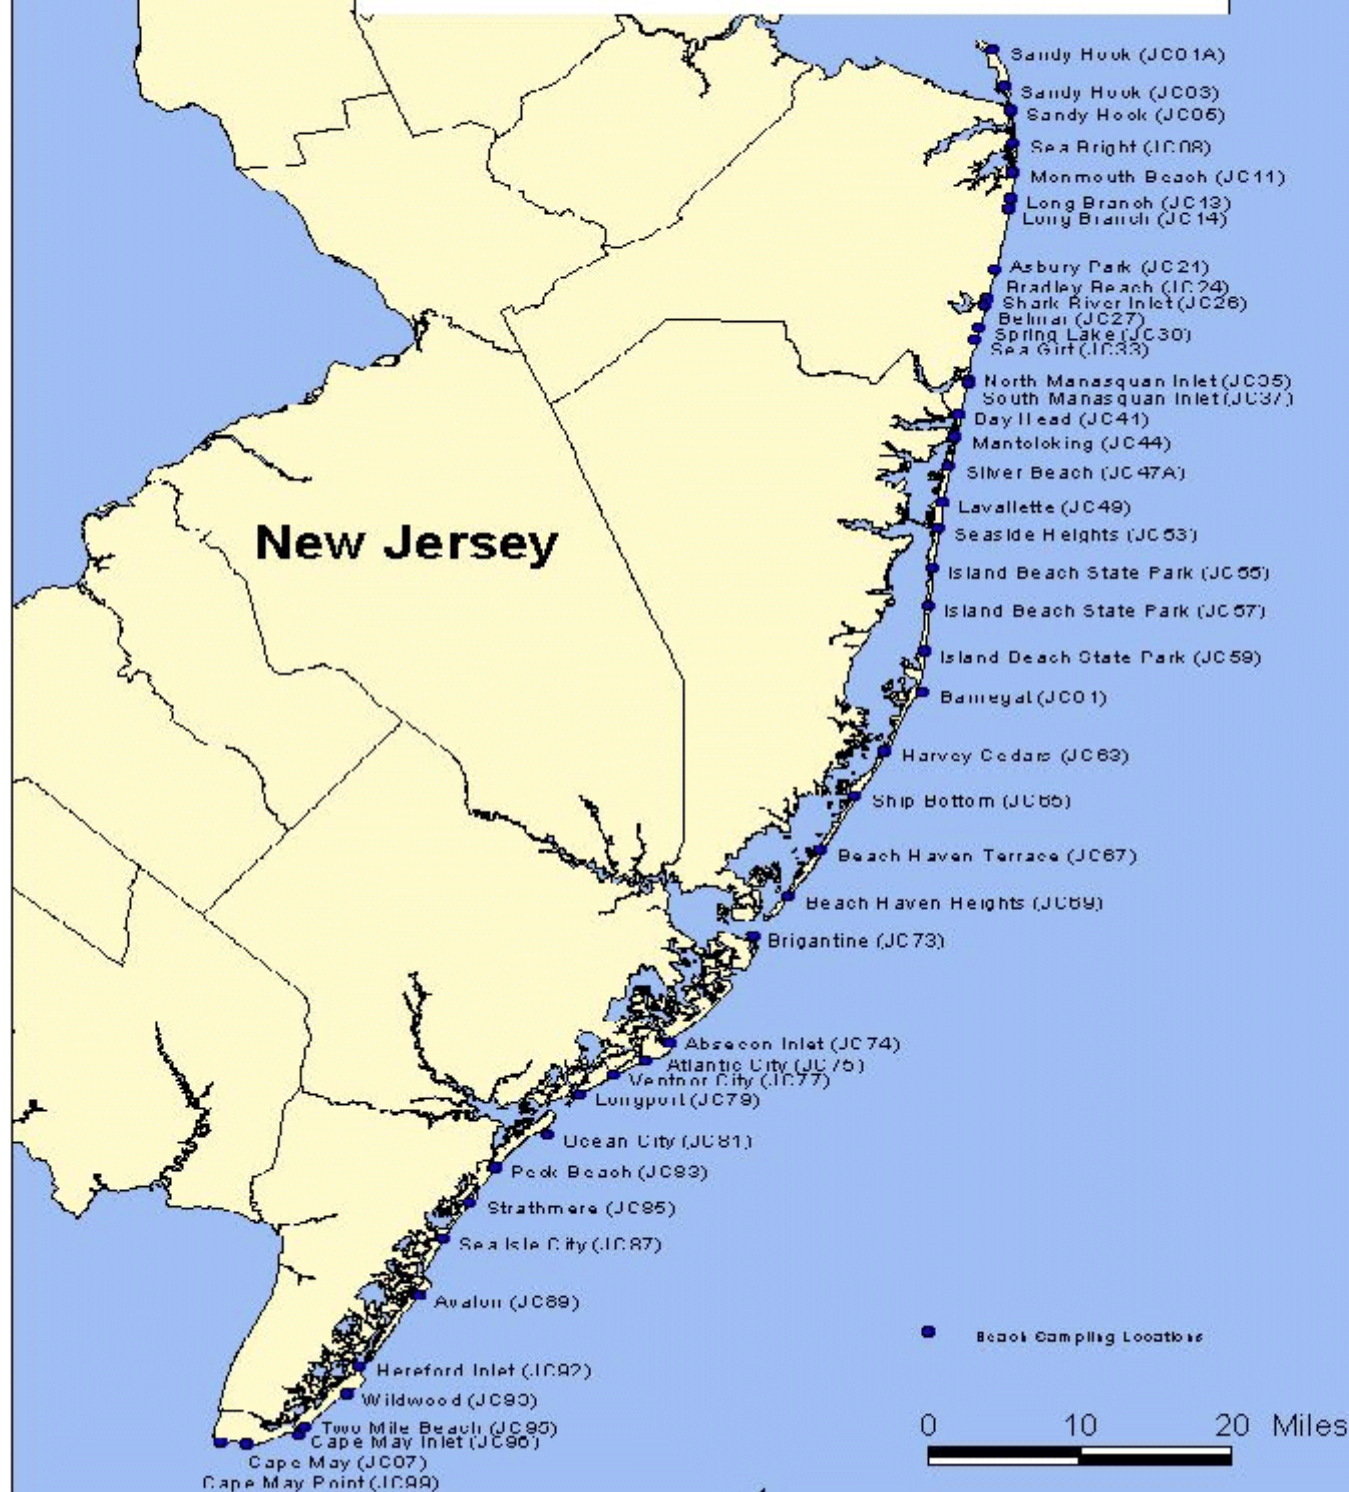 Sandy Hook (JC01A)
Sandy Hook (JC03)
Sandy Hook (JC05)
Sea Bright (JC08)
Monmouth Beach (JC11)
Long Branch (JC13)
Long Branch (JC14)
Asbury Park (JC21)
Bradley Beach (JC24)
Shark River Inlet (JC26)
Belmar (JC27)
Spring Lake (JC30)
Sea Girt (JC33)
North Manasquan Inlet (JC35)
South Manasquan Inlet (JC37)
Bay Head (JC41)
Mantoloking (JC44)
Silver Beach (JC47A)
Lavallette (JC49)
Seaside Heights (JC53)
New Jersey
Island Beach State Park (JC55)
Island Beach State Park (JC57)
Island Beach State Park (JC59)
Barnegat (JC61)
Harvey Cedars (JC63)
Ship Bottom (JC65)
Beach Haven Terrace (JC67)
Beach Haven Heights (JC69)
Brigantine (JC73)
Absecon Inlet (JC74)
Atlantic City (JC75)
Ventnor City (JC77)
Longport (JC79)
Ocean City (JC81)
Peck Beach (JC83)
Strathmere (JC85)
Sea Isle City (JC87)
Avalon (JC89)
Beach Sampling Locations
Hereford Inlet (JC92)
Wildwood (JC93)
Two Mile Beach (JC95)
Cape May Inlet (JC96)
Cape May (JC97)
Cape May Point (JC99)
0 10 20 Miles